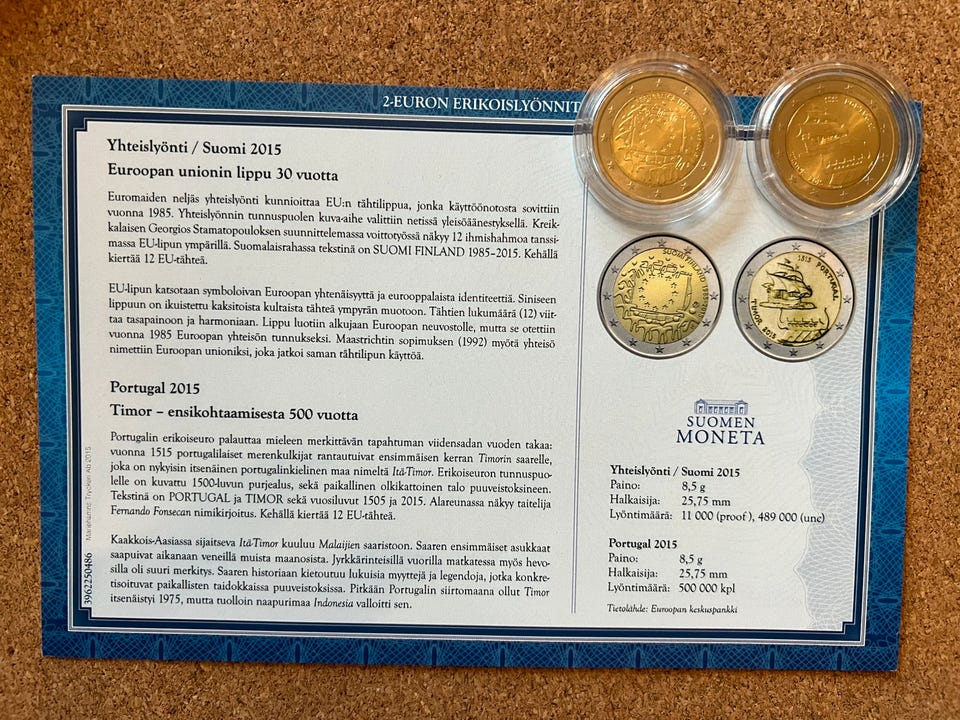 2-EURON ERIKOISLYÖNNIT
Yhteislyönti / Suomi 2015
Euroopan unionin lippu 30 vuotta
Euromaiden neljäs yhteislyönti kunnioittaa EU:n tähtilippua, jonka käyttöönotosta sovittiin
vuonna 1985. Yhteislyönnin tunnuspuolen kuva-aihe valittiin netissä yleisöäänestyksellä. Kreik-
kalaisen Georgios Stamatopouloksen suunnittelemassa voittotyössä näkyy 12 ihmishahmoa tanssi-
massa EU-lipun ympärillä. Suomalaisrahassa tekstinä on SUOMI FINLAND 1985–2015. Kehällä
kiertää 12 EU-tähteä.
EU-lipun katsotaan symboloivan Euroopan yhtenäisyyttä ja eurooppalaista identiteettiä. Siniseen
lippuun on ikuistettu kaksitoista kultaista tähteä ympyrän muotoon. Tähtien lukumäärä (12) viit-
taa tasapainoon ja harmoniaan. Lippu luotiin alkujaan Euroopan neuvostolle, mutta se otettiin
vuonna 1985 Euroopan yhteisön tunnukseksi. Maastrichtin sopimuksen (1992) myötä yhteisö
nimettiin Euroopan unioniksi, joka jatkoi saman tähtilipun käyttöä.
Portugal 2015
Timor – ensikohtaamisesta 500 vuotta
Portugalin erikoiseuro palauttaa mieleen merkittävän tapahtuman viidensadan vuoden takaa:
vuonna 1515 portugalilaiset merenkulkijat rantautuivat ensimmäisen kerran Timorin saarelle,
joka on nykyisin itsenäinen portugalinkielinen maa nimeltä Itä-Timor. Erikoiseuron tunnuspuo-
lelle on kuvattu 1500-luvun purjealus, sekä paikallinen olkikattoinen talo puuveistoksineen.
Tekstinä on PORTUGAL ja TIMOR sekä vuosiluvut 1505 ja 2015. Alareunassa näkyy taiteilija
Fernando Fonsecan nimikirjoitus. Kehällä kiertää 12 EU-tähteä.
Kaakkois-Aasiassa sijaitseva Itä-Timor kuuluu Malaijien saaristoon. Saaren ensimmäiset asukkaat
saapuivat aikanaan veneillä muista maanosista. Jyrkkärinteisillä vuorilla matkatessa myös hevo-
silla oli suuri merkitys. Saaren historiaan kietoutuu lukuisia myyttejä ja legendoja, jotka konkre-
tisoituvat paikallisten taidokkaissa puuveistoksissa. Pitkään Portugalin siirtomaana ollut Timor
itsenäistyi 1975, mutta tuolloin naapurimaa Indonesia valloitti sen.
3962250486
Mariehamns Tryckeri Ab 2015
SUOMI FINLAND 1985
1515 PORTUGAL
TIMOR 2015
SUOMEN
MONETA
Yhteislyönti / Suomi 2015
Paino: 8,5 g
Halkaisija: 25,75 mm
Lyöntimäärä: 11 000 (proof), 489 000 (unc)
Portugal 2015
Paino: 8,5 g
Halkaisija: 25,75 mm
Lyöntimäärä: 500 000 kpl
Tietolähde: Euroopan keskuspankki